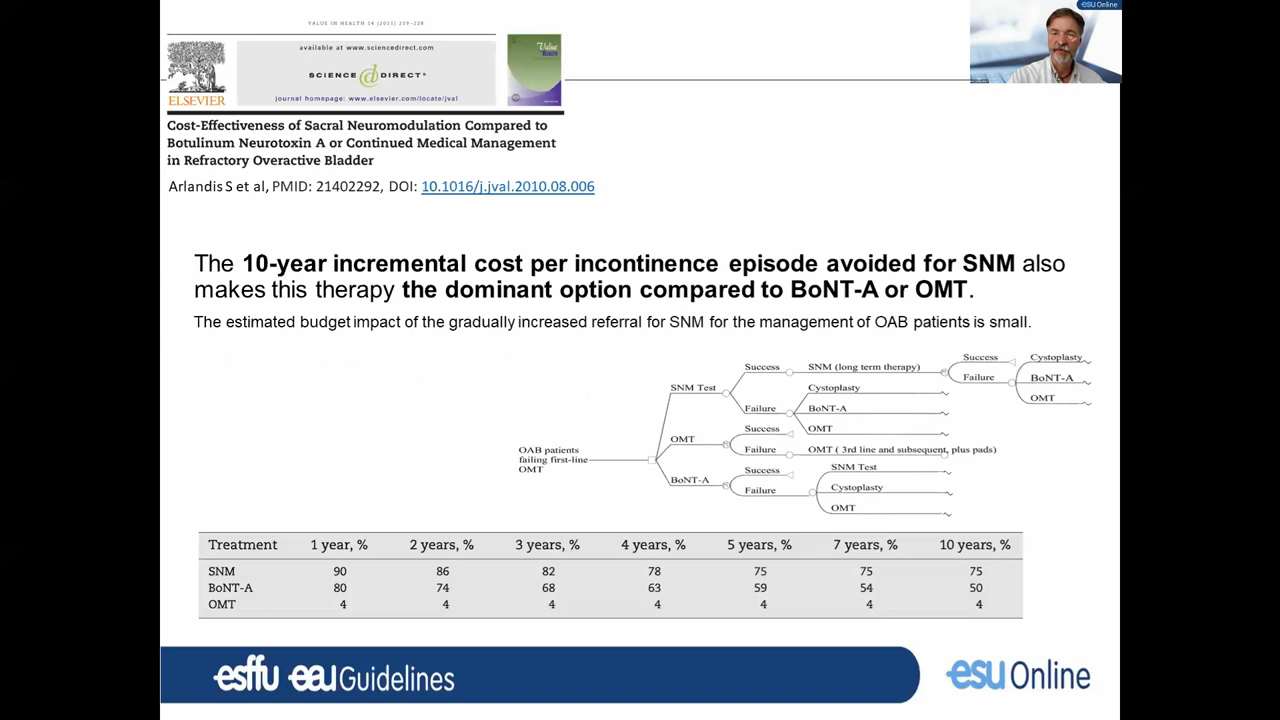 VALUE IN HEALTH 14 (2011) 219–228
esu Online
available at www.sciencedirect.com
SCIENCE @ DIRECT®
journal homepage: www.elsevier.com/locate/jval
ELSEVIER
Value
Cost-Effectiveness of Sacral Neuromodulation Compared to
Botulinum Neurotoxin A or Continued Medical Management
in Refractory Overactive Bladder
Arlandis S et al, PMID: 21402292, DOI: 10.1016/j.jval.2010.08.006
The 10-year incremental cost per incontinence episode avoided for SNM also
makes this therapy the dominant option compared to BoNT-A or OMT.
The estimated budget impact of the gradually increased referral for SNM for the management of OAB patients is small.
OAB patients
failing first-line
OMT
SNM Test
Success
SNM (long term therapy)
Success
Failure
Cystoplasty
BoNT-A
OMT
Failure
Cystoplasty
BoNT-A
OMT
OMT
Success
Failure
OMT ( 3rd line and subsequent, plus pads)
BoNT-A
Success
Failure
SNM Test
Cystoplasty
OMT
Treatment 1 year, % 2 years, % 3 years, % 4 years, % 5 years, % 7 years, % 10 years, %
SNM 90 86 82 78 75 75 75
BoNT-A 80 74 68 63 59 54 50
OMT 4 4 4 4 4 4 4
esffu eau Guidelines
esu Online